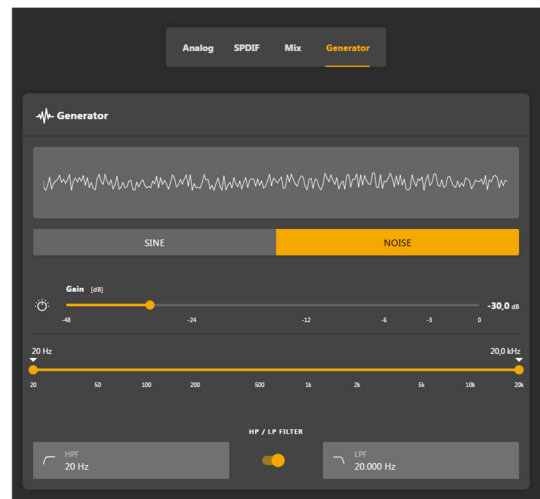 Analog SPDIF Mix Generator
Generator
SINE NOISE
Gain [dB]
-30,0 dB
-48 -24 -12 -6 -3 0
20 Hz 20,0 kHz
20 50 100 200 500 1k 2k 5k 10k 20k
HP / LP FILTER
HPF LPF
20 Hz 20.000 Hz